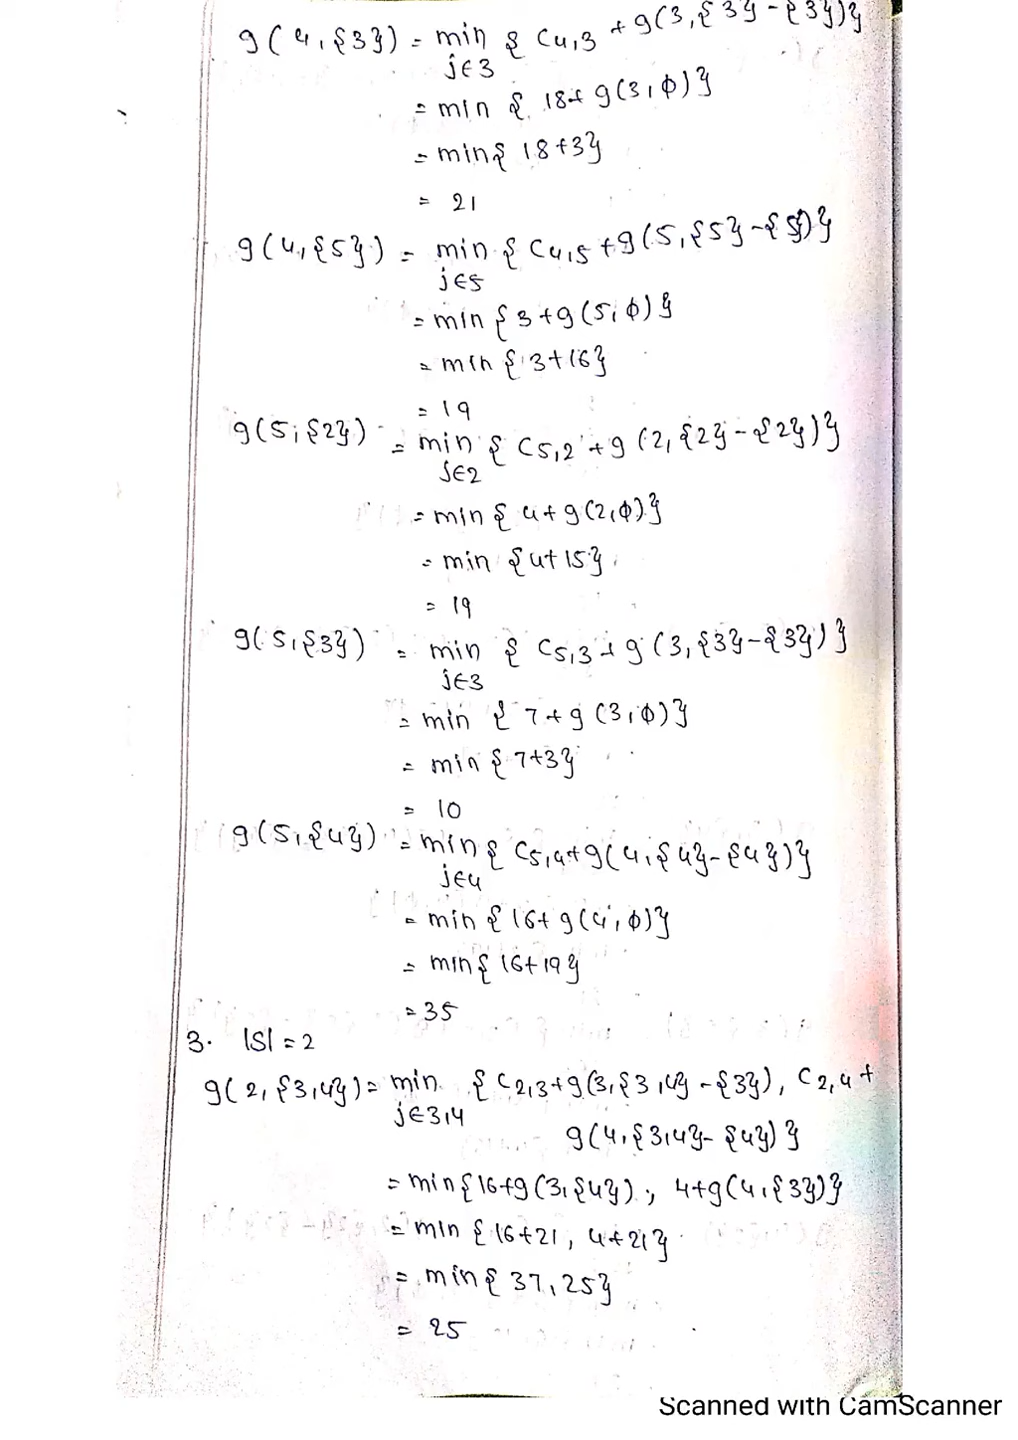 g(4,{3}) = min { C4,3 + g(3,{3}-{3})}
j∈3
= min { 18+ g(3,ϕ)}
= min{ 18+3}
= 21
g(4,{5}) = min { C4,5 +g(5,{5}-{5})}
j∈5
= min { 3+g(5,ϕ)}
= min { 3+16}
= 19
g(5,{2}) = min { C5,2 +g(2,{2}-{2})}
j∈2
= min { 4+g(2,ϕ)}
= min {4+15}
= 19
g(5,{3}) = min { C5,3 + g(3,{3}-{3})}
j∈3
= min { 7+g(3,ϕ)}
= min { 7+3}
= 10
g(5,{4}) = min { C5,4+g(4,{4}-{4})}
j∈4
= min { 16+ g(4,ϕ)}
= min{ 16+19}
= 35
3. |S| = 2
g(2,{3,4}) = min { C2,3+g(3,{3,4}-{3}), C2,4 +
j∈3,4 g(4,{3,4}-{4}) }
= min{16+g(3,{4}), 4+g(4,{3})}
= min { 16+21, 4+21}
= min{ 37,25}
= 25
Scanned with CamScanner